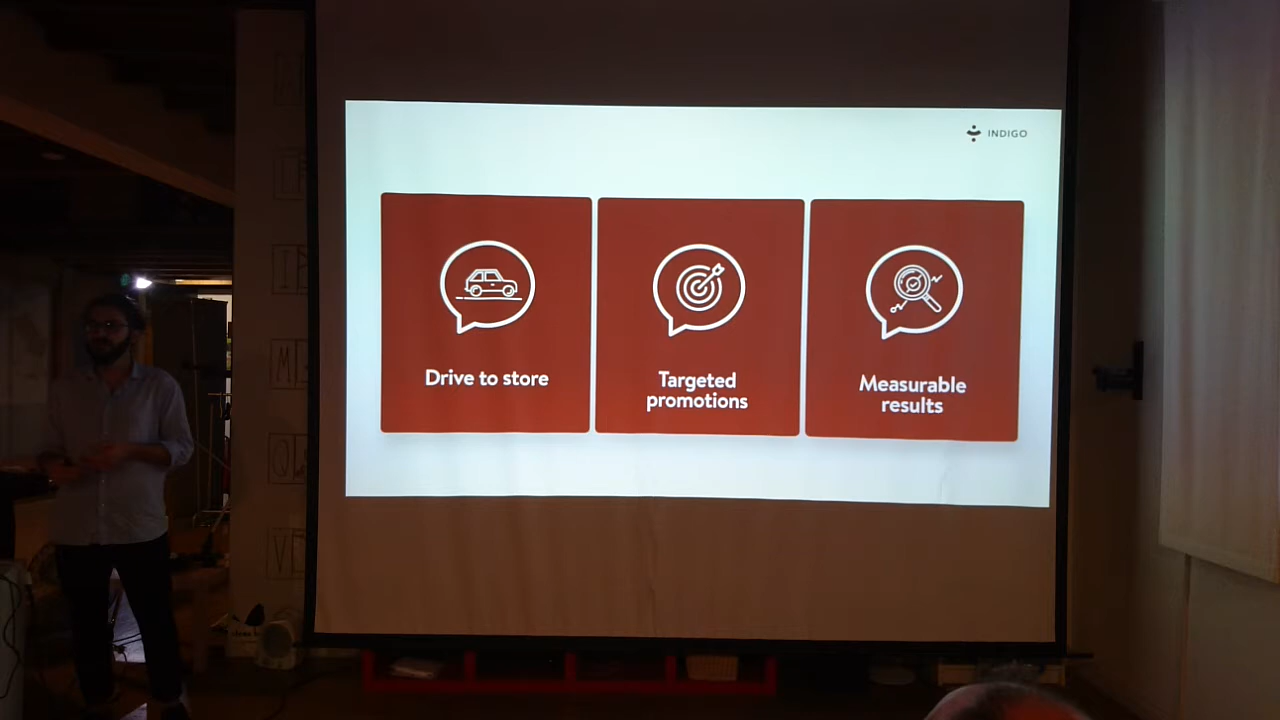 INDIGO
Drive to store
Targeted
promotions
Measurable
results